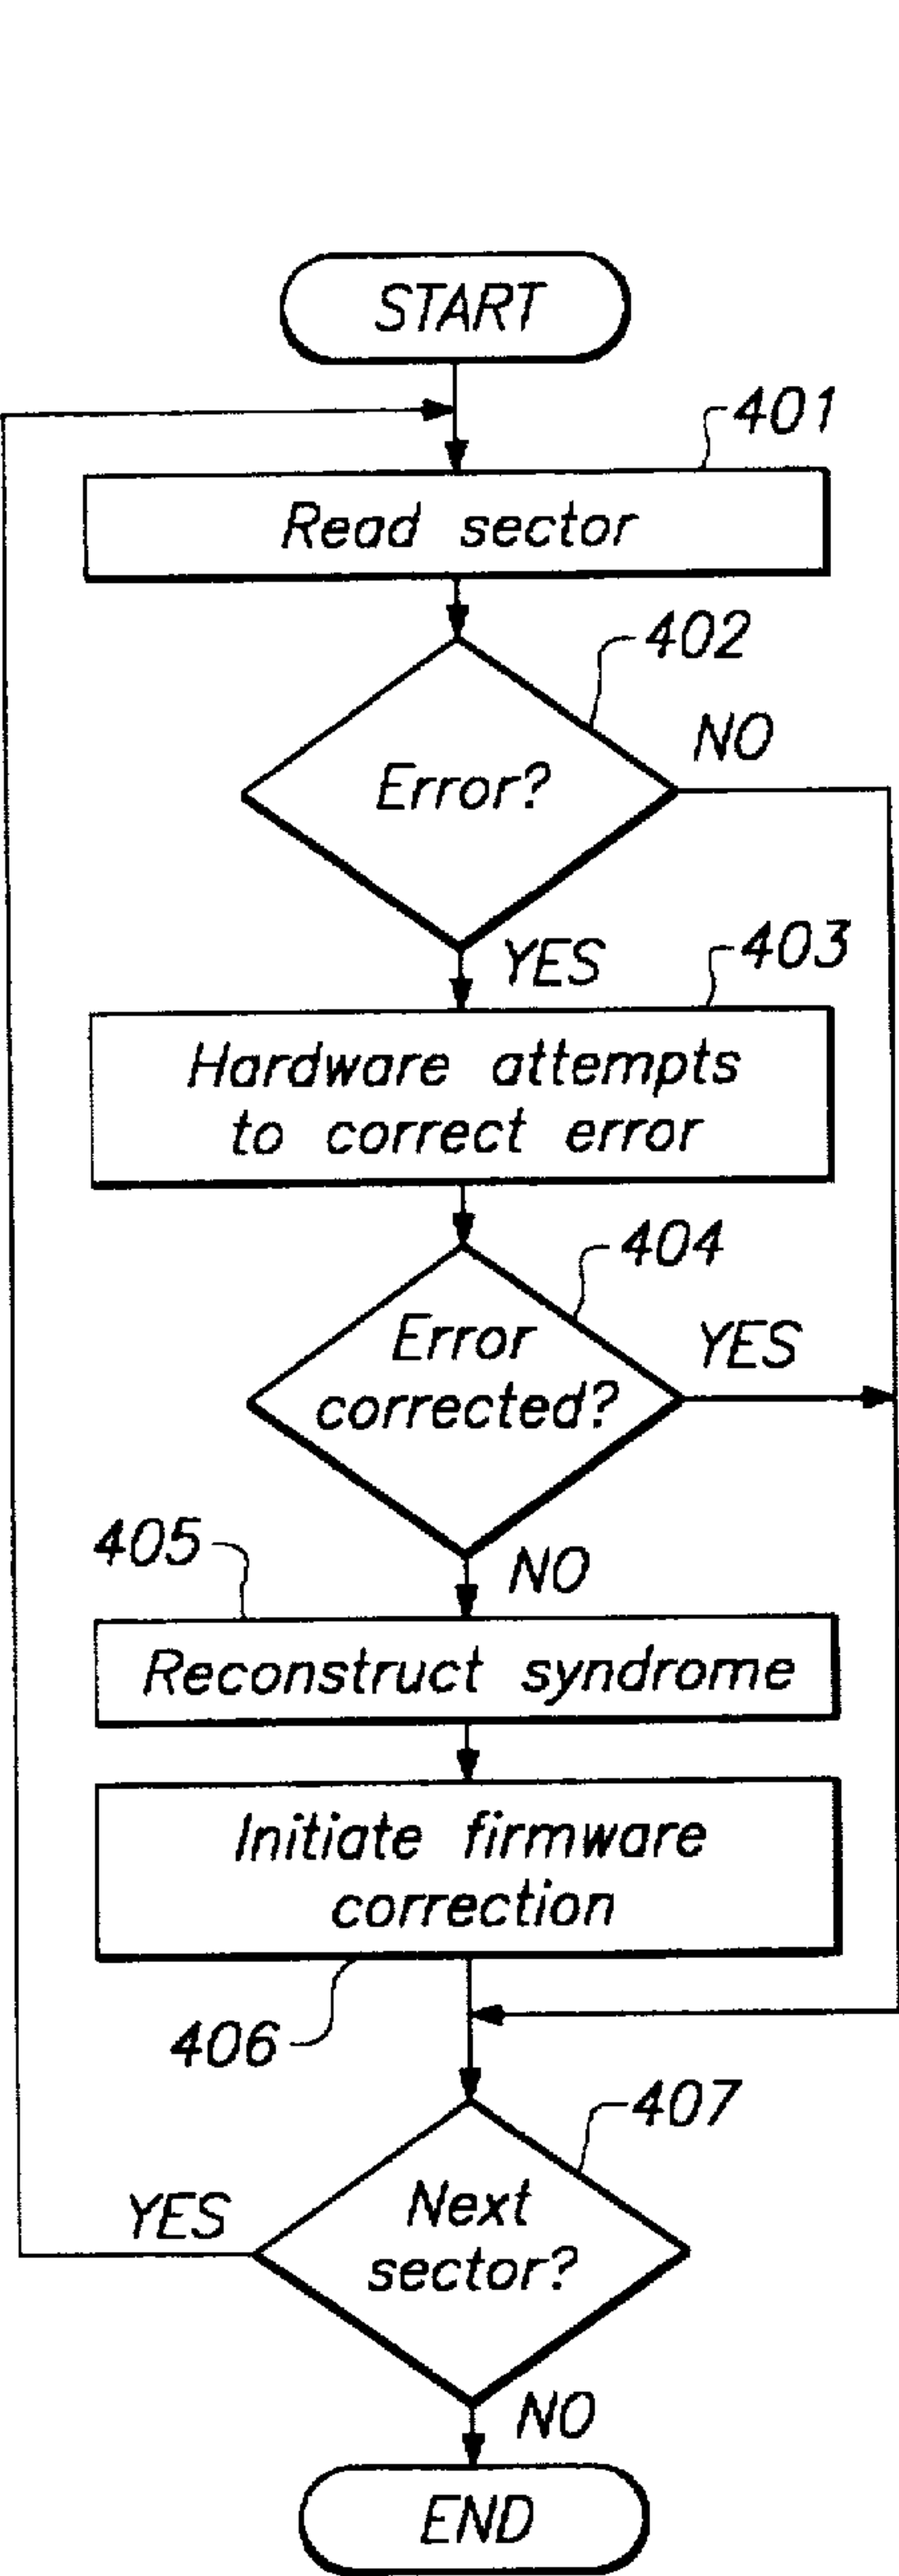 START
401
Read sector
402
NO
Error?
YES
403
Hardware attempts
to correct error
404
Error
corrected?
YES
405
NO
Reconstruct syndrome
Initiate firmware
correction
406
407
YES
Next
sector?
NO
END